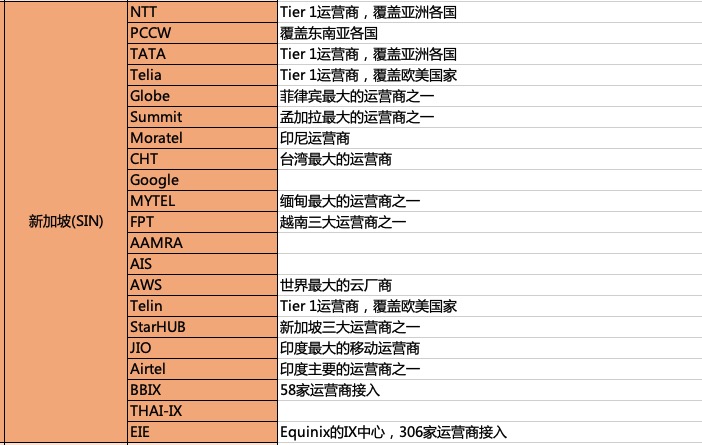 NTT Tier 1运营商，覆盖亚洲各国
PCCW 覆盖东南亚各国
TATA Tier 1运营商，覆盖亚洲各国
Telia Tier 1运营商，覆盖欧美国家
Globe 菲律宾最大的运营商之一
Summit 孟加拉最大的运营商之一
Moratel 印尼运营商
CHT 台湾最大的运营商
Google
MYTEL 缅甸最大的运营商之一
新加坡(SIN) FPT 越南三大运营商之一
AAMRA
AIS
AWS 世界最大的云厂商
Telin Tier 1运营商，覆盖欧美国家
StarHUB 新加坡三大运营商之一
JIO 印度最大的移动运营商
Airtel 印度主要的运营商之一
BBIX 58家运营商接入
THAI-IX
EIE Equinix的IX中心，306家运营商接入